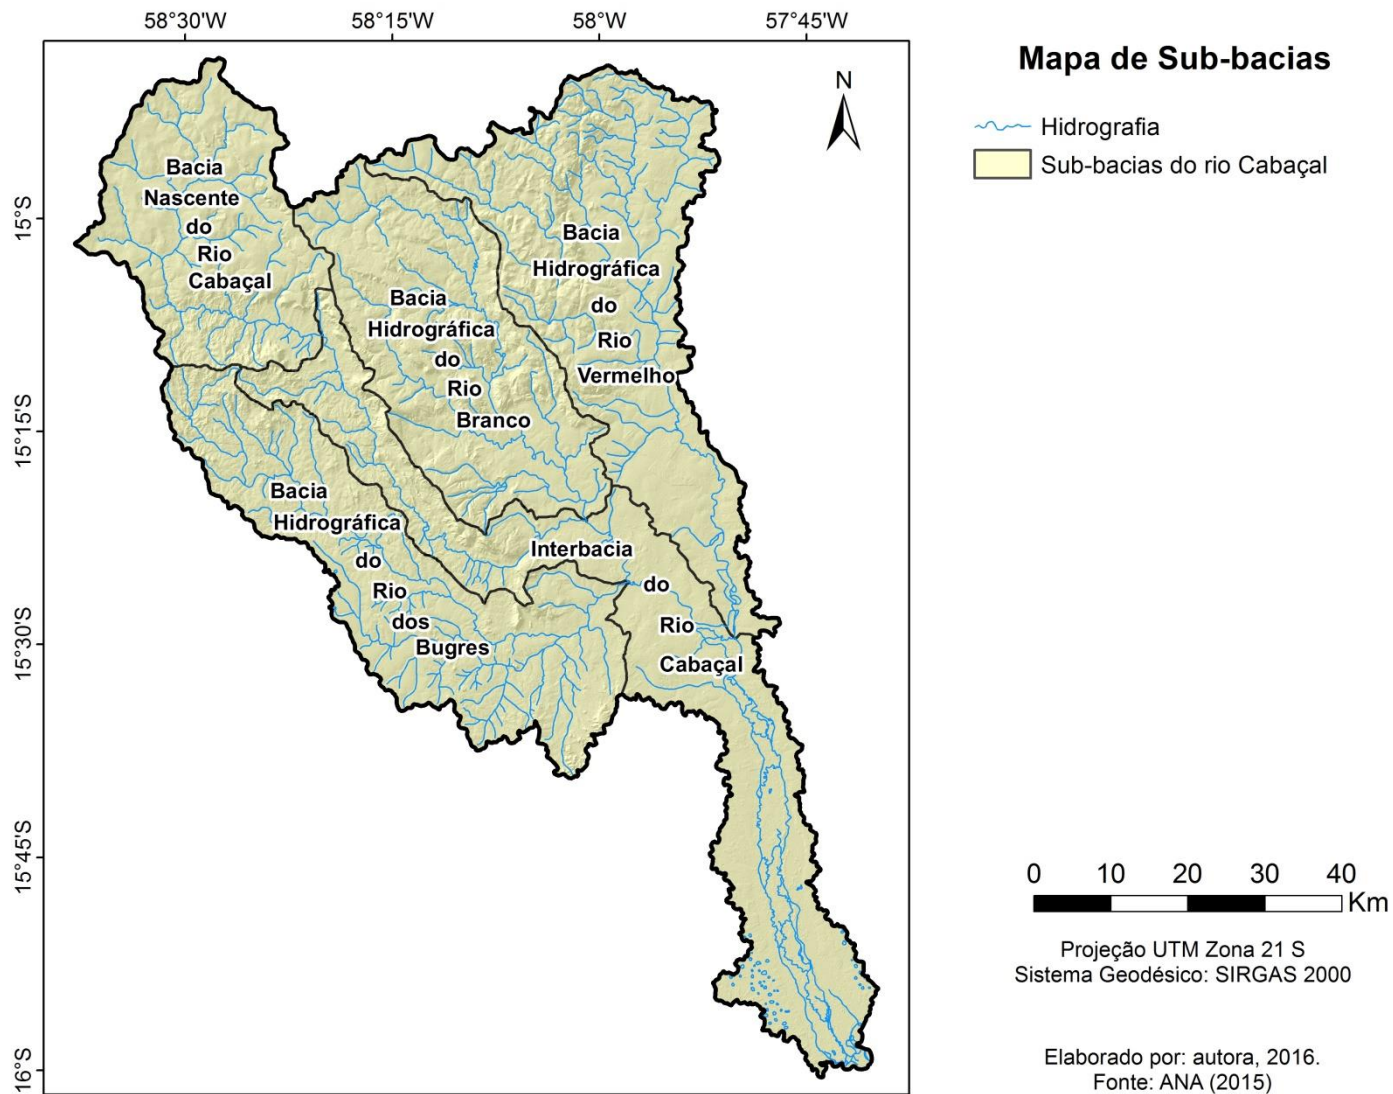 58°30'W
58°15'W
58°0'W
57°45'W
15°S
15°15'S
15°30'S
15°45'S
16°S
N
Bacia
Nascente
do
Rio
Cabaçal
Bacia
Hidrográfica
do
Rio
Vermelho
Bacia
Hidrográfica
do
Rio
Branco
Bacia
Hidrográfica
do
Rio
dos
Bugres
Interbacia
do
Rio
Cabaçal
Mapa de Sub-bacias
Hidrografia
Sub-bacias do rio Cabaçal
0 10 20 30 40
Km
Projeção UTM Zona 21 S
Sistema Geodésico: SIRGAS 2000
Elaborado por: autora, 2016.
Fonte: ANA (2015)